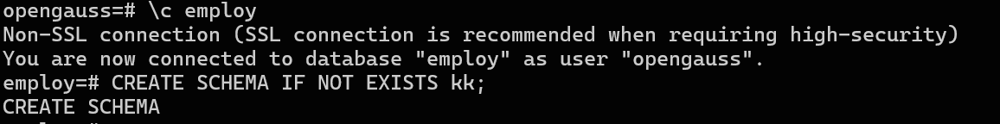 opengauss=# \c employ
Non-SSL connection (SSL connection is recommended when requiring high-security)
You are now connected to database "employ" as user "opengauss".
employ=# CREATE SCHEMA IF NOT EXISTS kk;
CREATE SCHEMA